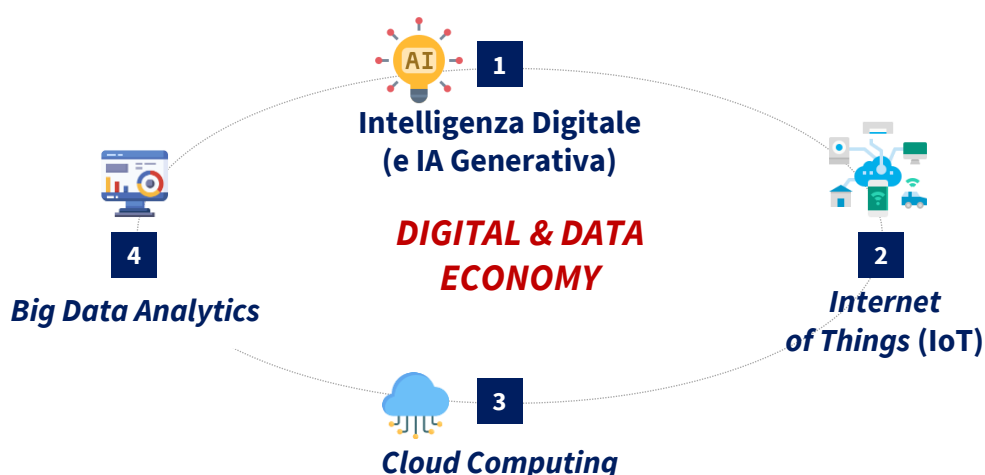 AI
1
Intelligenza Digitale
(e IA Generativa)
DIGITAL & DATA
ECONOMY
4
2
Big Data Analytics
Internet
of Things (IoT)
3
Cloud Computing